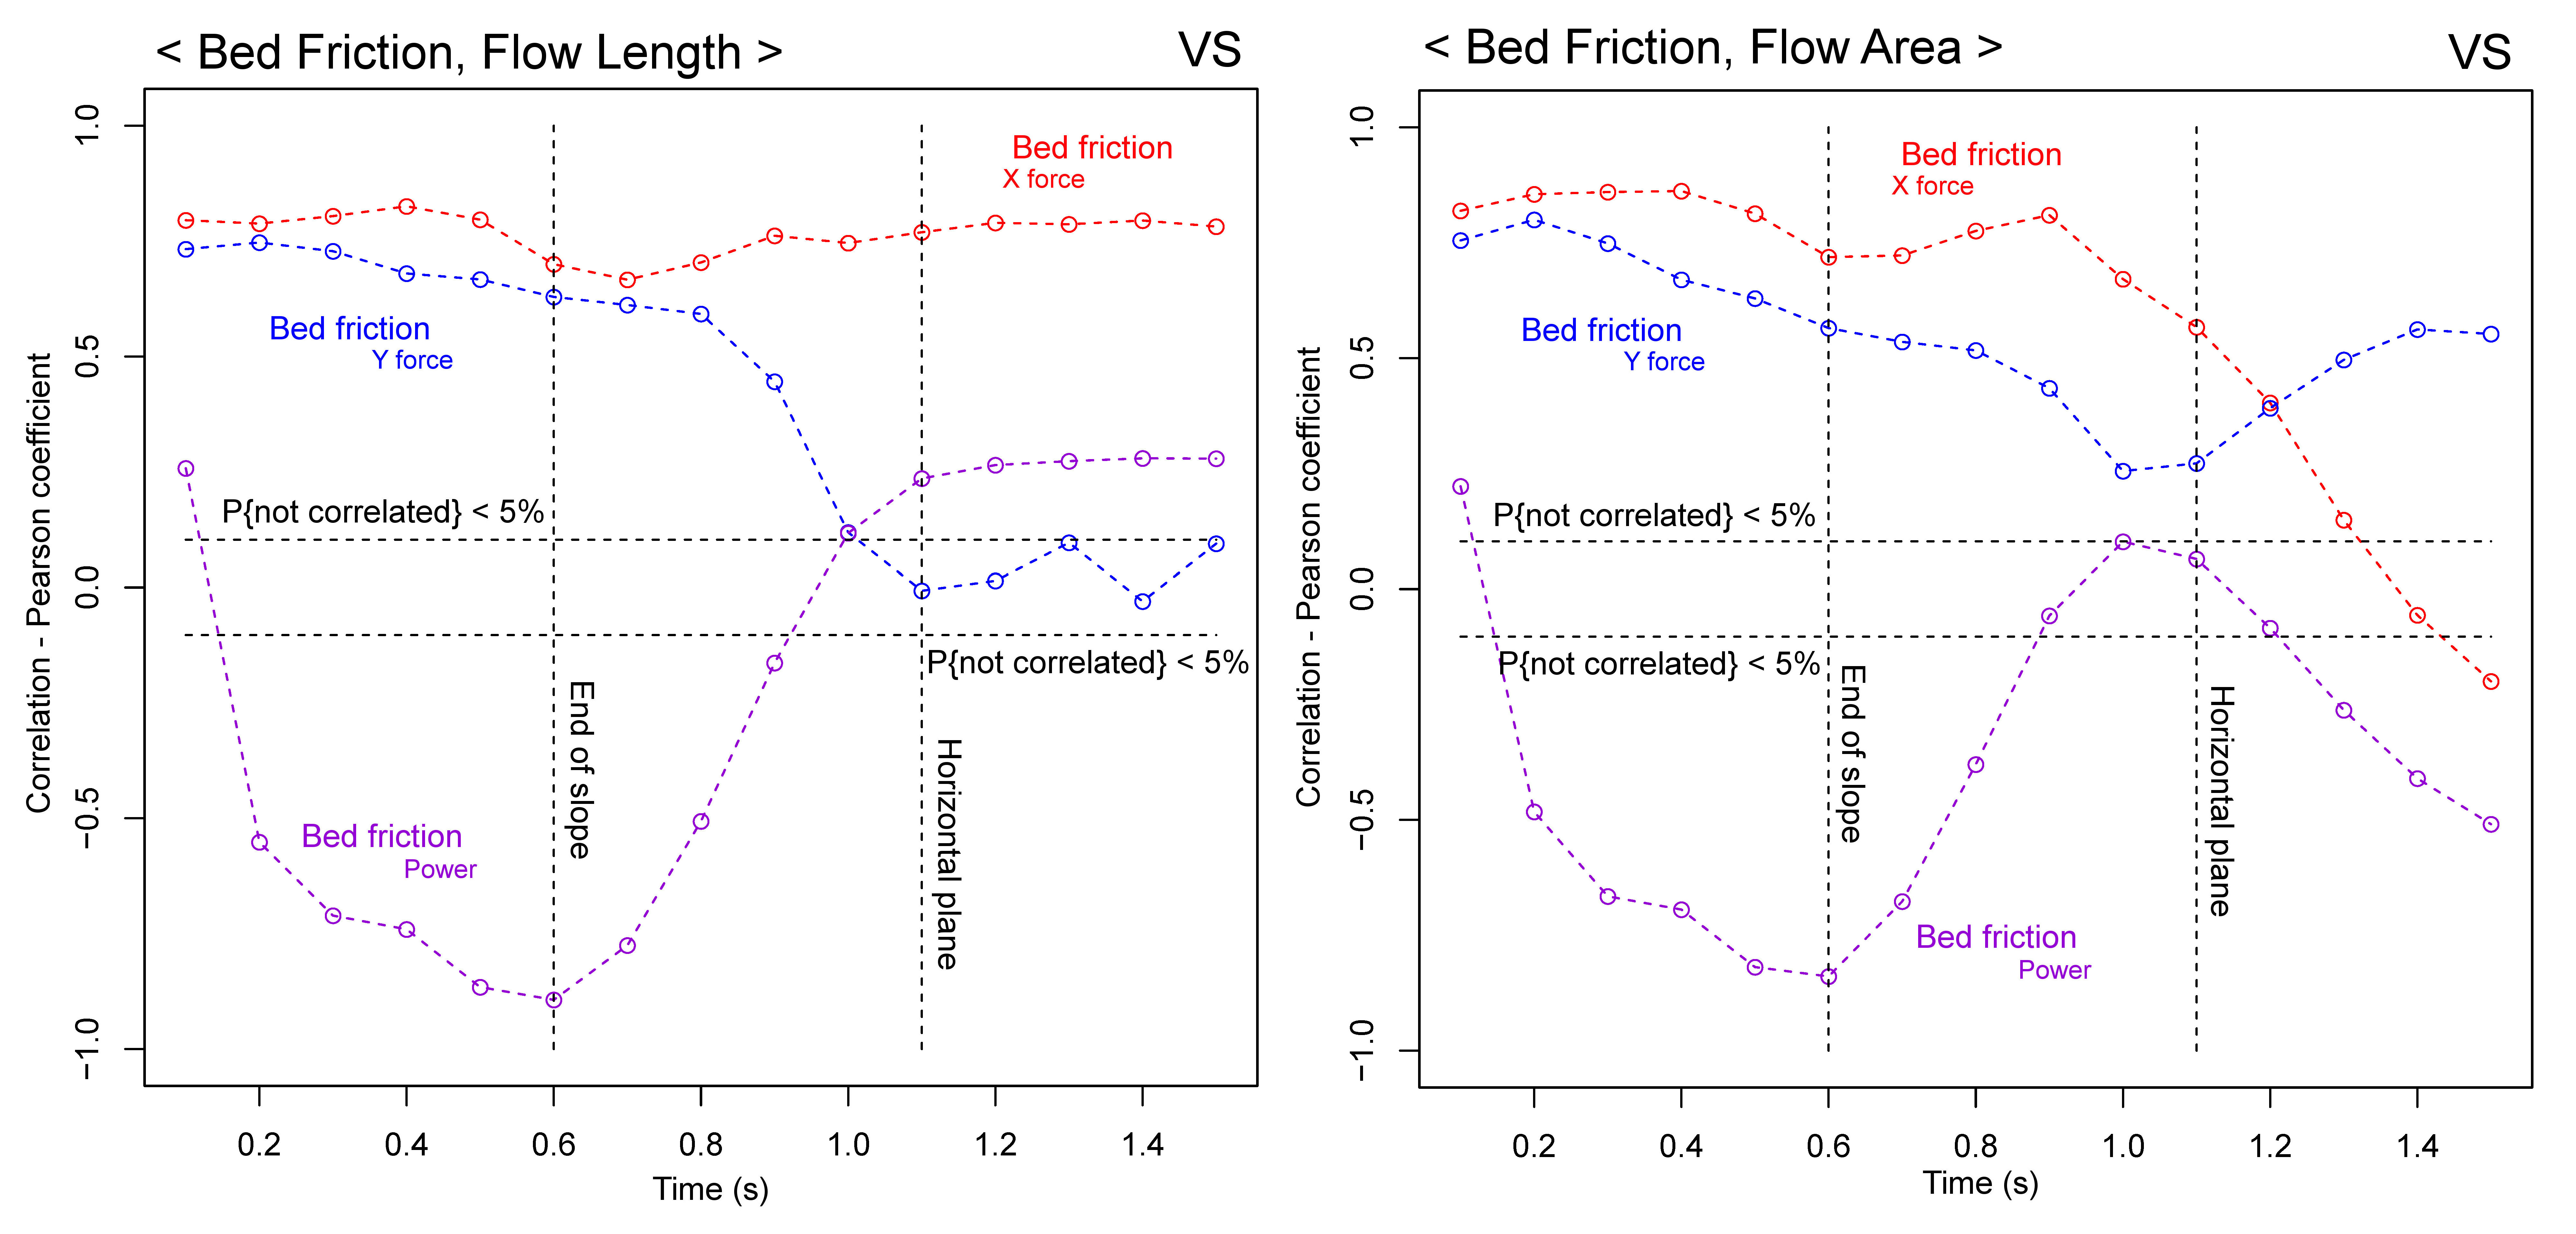 < Bed Friction, Flow Length >
VS
Correlation - Pearson coefficient
1.0
0.5
0.0
−0.5
−1.0
Bed friction
X force
Bed friction
Y force
P{not correlated} < 5%
P{not correlated} < 5%
End of slope
Horizontal plane
Bed friction
Power
0.2
0.4
0.6
0.8
1.0
1.2
1.4
Time (s)
< Bed Friction, Flow Area >
VS
Correlation - Pearson coefficient
1.0
0.5
0.0
−0.5
−1.0
Bed friction
X force
Bed friction
Y force
P{not correlated} < 5%
P{not correlated} < 5%
End of slope
Horizontal plane
Bed friction
Power
0.2
0.4
0.6
0.8
1.0
1.2
1.4
Time (s)